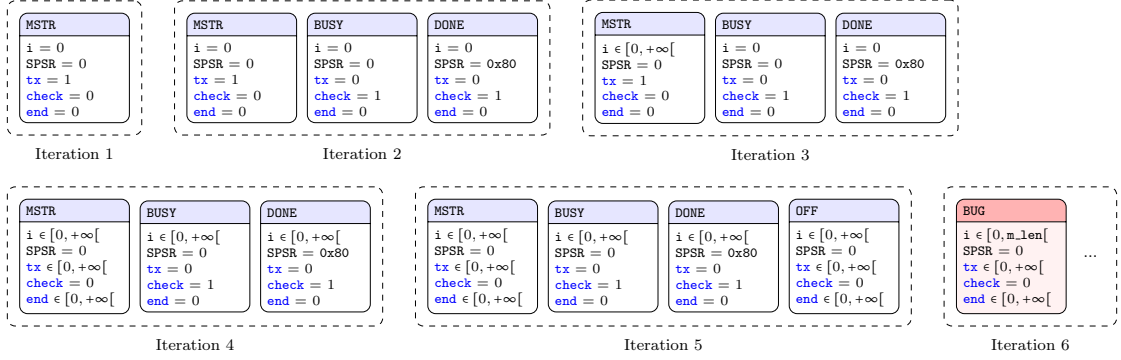 MSTR
i = 0
SPSR = 0
tx = 1
check = 0
end = 0
MSTR
i = 0
SPSR = 0
tx = 1
check = 0
end = 0
BUSY
i = 0
SPSR = 0
tx = 0
check = 1
end = 0
DONE
i = 0
SPSR = 0x80
tx = 0
check = 1
end = 0
MSTR
i ∈ [0, +∞[
SPSR = 0
tx = 1
check = 0
end = 0
BUSY
i = 0
SPSR = 0
tx = 0
check = 1
end = 0
DONE
i = 0
SPSR = 0x80
tx = 0
check = 1
end = 0
Iteration 1
Iteration 2
Iteration 3
MSTR
i ∈ [0, +∞[
SPSR = 0
tx ∈ [0, +∞[
check = 0
end ∈ [0, +∞[
BUSY
i ∈ [0, +∞[
SPSR = 0
tx = 0
check = 1
end = 0
DONE
i ∈ [0, +∞[
SPSR = 0x80
tx = 0
check = 1
end = 0
MSTR
i ∈ [0, +∞[
SPSR = 0
tx ∈ [0, +∞[
check = 0
end ∈ [0, +∞[
BUSY
i ∈ [0, +∞[
SPSR = 0
tx = 0
check = 1
end = 0
DONE
i ∈ [0, +∞[
SPSR = 0x80
tx = 0
check = 1
end = 0
OFF
i ∈ [0, +∞[
SPSR = 0
tx ∈ [0, +∞[
check = 0
end ∈ [0, +∞[
BUG
i ∈ [0, m_len[
SPSR = 0
tx ∈ [0, +∞[
check = 0
end ∈ [0, +∞[
...
Iteration 4
Iteration 5
Iteration 6